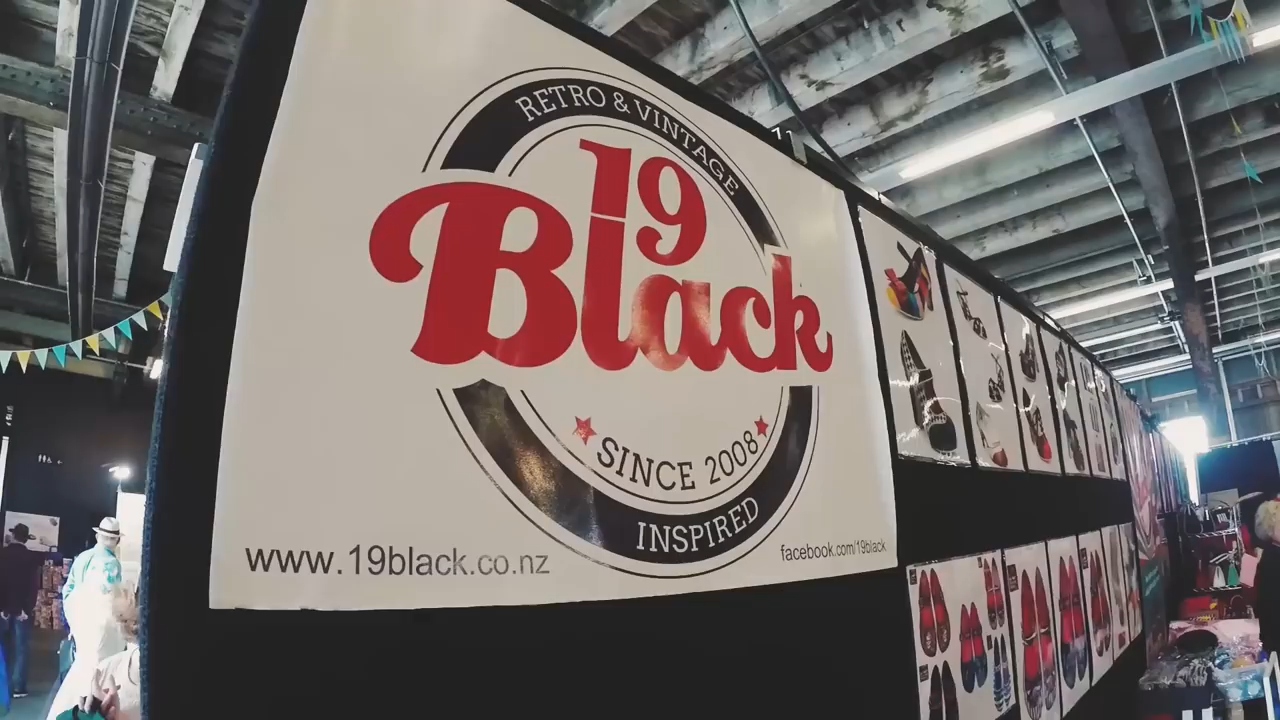 RETRO & VINTAGE
19
Black
SINCE 2008
INSPIRED
www.19black.co.nz
facebook.com/19black